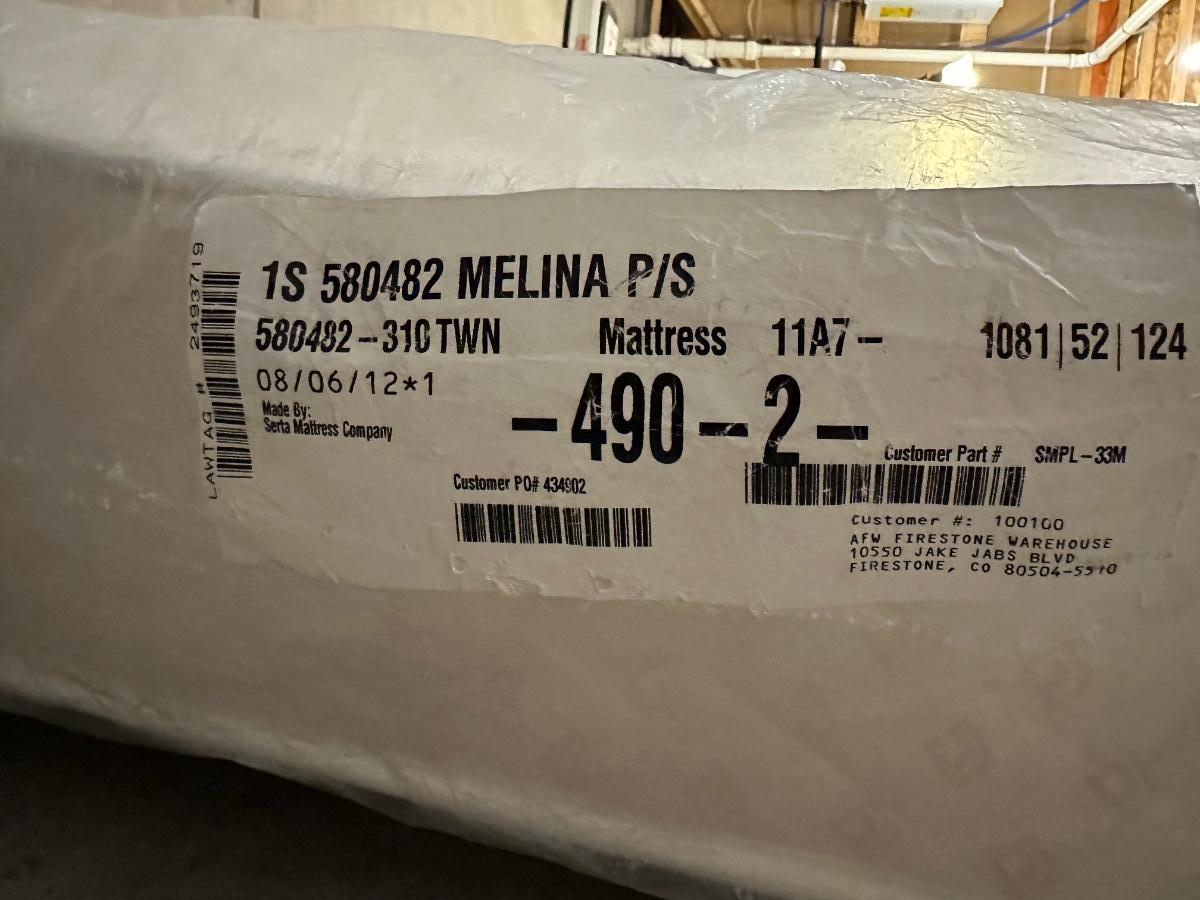 1S 580482 MELINA P/S
580482-310 TWN Mattress 11A7- 1081|52|124
08/06/12*1
-490-2-
Made By:
Serta Mattress Company
Customer Part # SMPL-33M
Customer PO# 434902
Customer #: 100100
AFW FIRESTONE WAREHOUSE
10550 JAKE JABS BLVD
FIRESTONE, CO 80504-5510
LAWTAG # 2493719